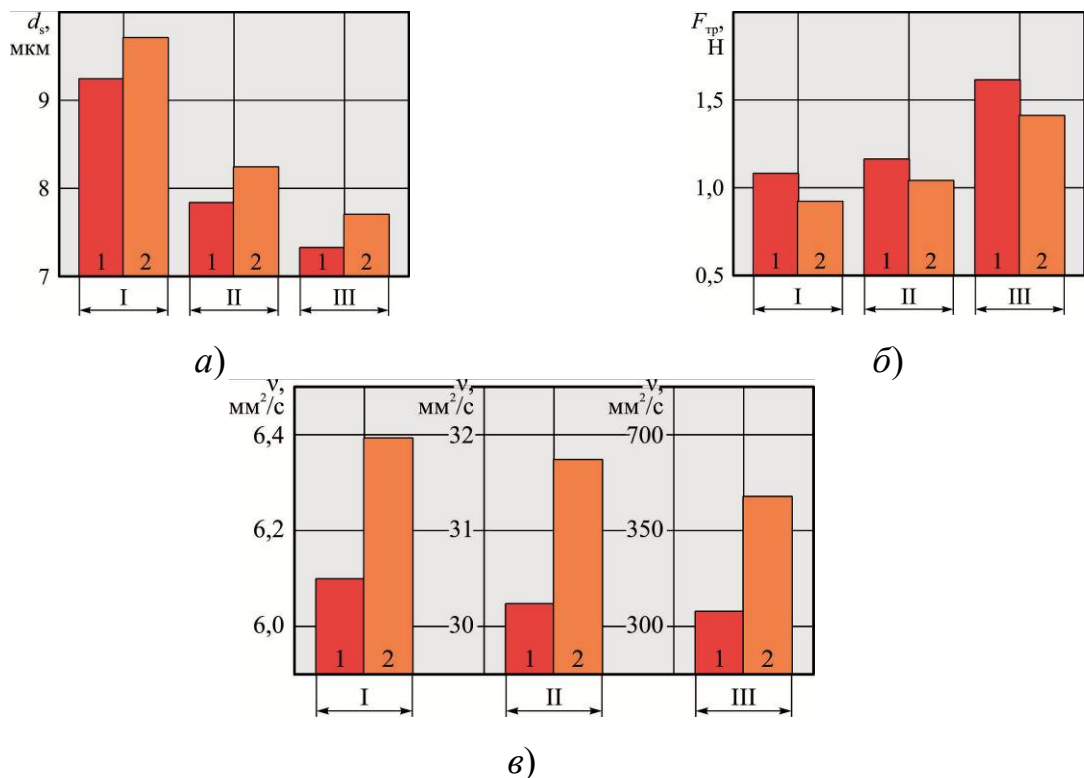 dₛ,
мкм
9
8
7
1 2 1 2 1 2
I II III
а)
Fтр,
Н
1,5
1,0
0,5
1 2 1 2 1 2
I II III
б)
ν, ν, ν,
мм²/с мм²/с мм²/с
6,4 32 700
6,2 31 350
6,0 30 300
1 2 1 2 1 2
I II III
в)